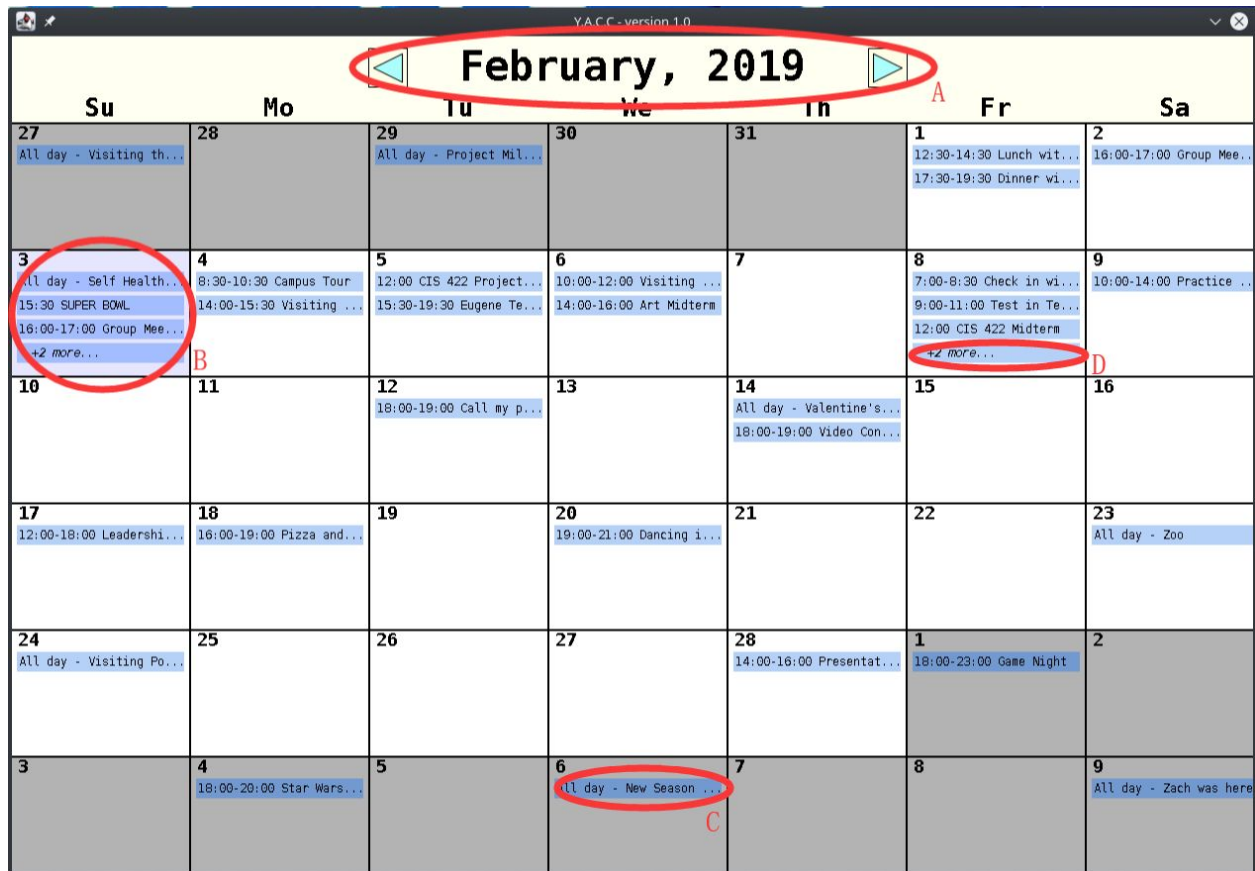 Y.A.C.C - version 1.0
February, 2019
A
Su Mo Tu We Th Fr Sa
27 28 29 30 31 1 2
All day - Visiting th... All day - Project Mil... 12:30-14:30 Lunch wit... 16:00-17:00 Group Mee..
17:30-19:30 Dinner wi...
3 4 5 6 7 8 9
All day - Self Health... 8:30-10:30 Campus Tour 12:00 CIS 422 Project... 10:00-12:00 Visiting ... 7:00-8:30 Check in wi... 10:00-14:00 Practice ..
15:30 SUPER BOWL 14:00-15:30 Visiting ... 15:30-19:30 Eugene Te... 14:00-16:00 Art Midterm 9:00-11:00 Test in Te...
16:00-17:00 Group Mee... 12:00 CIS 422 Midterm
+2 more... B +2 more... D
10 11 12 13 14 15 16
18:00-19:00 Call my p... All day - Valentine's...
18:00-19:00 Video Con...
17 18 19 20 21 22 23
12:00-18:00 Leadershi... 16:00-19:00 Pizza and... 19:00-21:00 Dancing i... All day - Zoo
24 25 26 27 28 1 2
All day - Visiting Po... 14:00-16:00 Presentat... 18:00-23:00 Game Night
3 4 5 6 7 8 9
18:00-20:00 Star Wars... All day - New Season ... All day - Zach was here
C